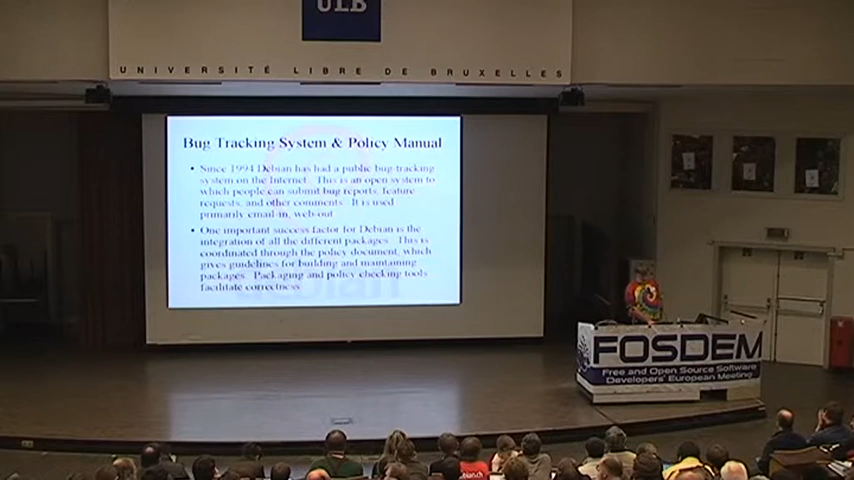 ULB
UNIVERSITÉ LIBRE DE BRUXELLES
Bug Tracking System & Policy Manual
• Since 1994 Debian has had a public bug-tracking
system on the Internet. This is an open system to
which people can submit bug reports, feature
requests, and other comments. It is used
primarily email-in, web-out
• One important success factor for Debian is the
integration of all the different packages. This is
coordinated through the policy document, which
gives guidelines for building and maintaining
packages. Packaging and policy checking tools
facilitate correctness
debian
FOSDEM
Free and Open Source Software
Developers' European Meeting